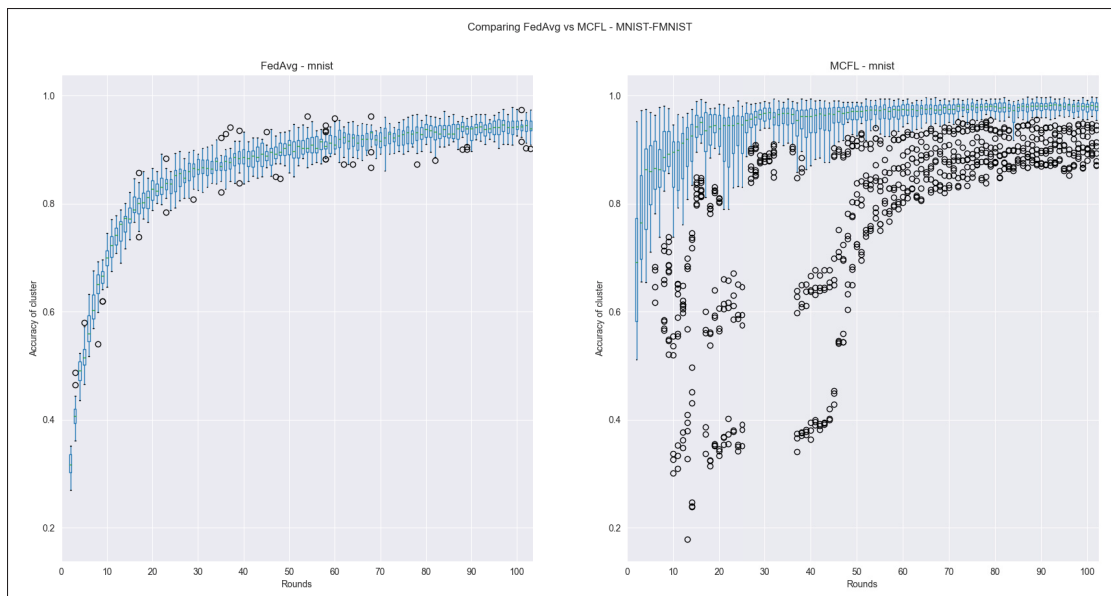 Comparing FedAvg vs MCFL - MNIST-FMNIST
FedAvg - mnist
1.0
0.8
0.6
0.4
0.2
Accuracy of cluster
0 10 20 30 40 50 60 70 80 90 100
Rounds
MCFL - mnist
1.0
0.8
0.6
0.4
0.2
Accuracy of cluster
0 10 20 30 40 50 60 70 80 90 100
Rounds